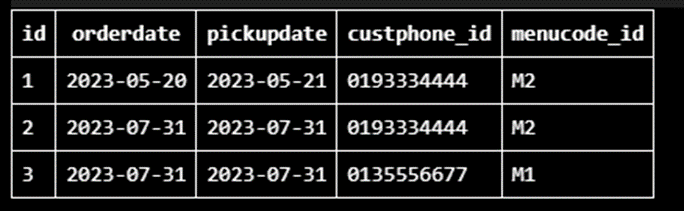 id orderdate pickupdate custphone_id menucode_id
1 2023-05-20 2023-05-21 0193334444 M2
2 2023-07-31 2023-07-31 0193334444 M2
3 2023-07-31 2023-07-31 0135556677 M1